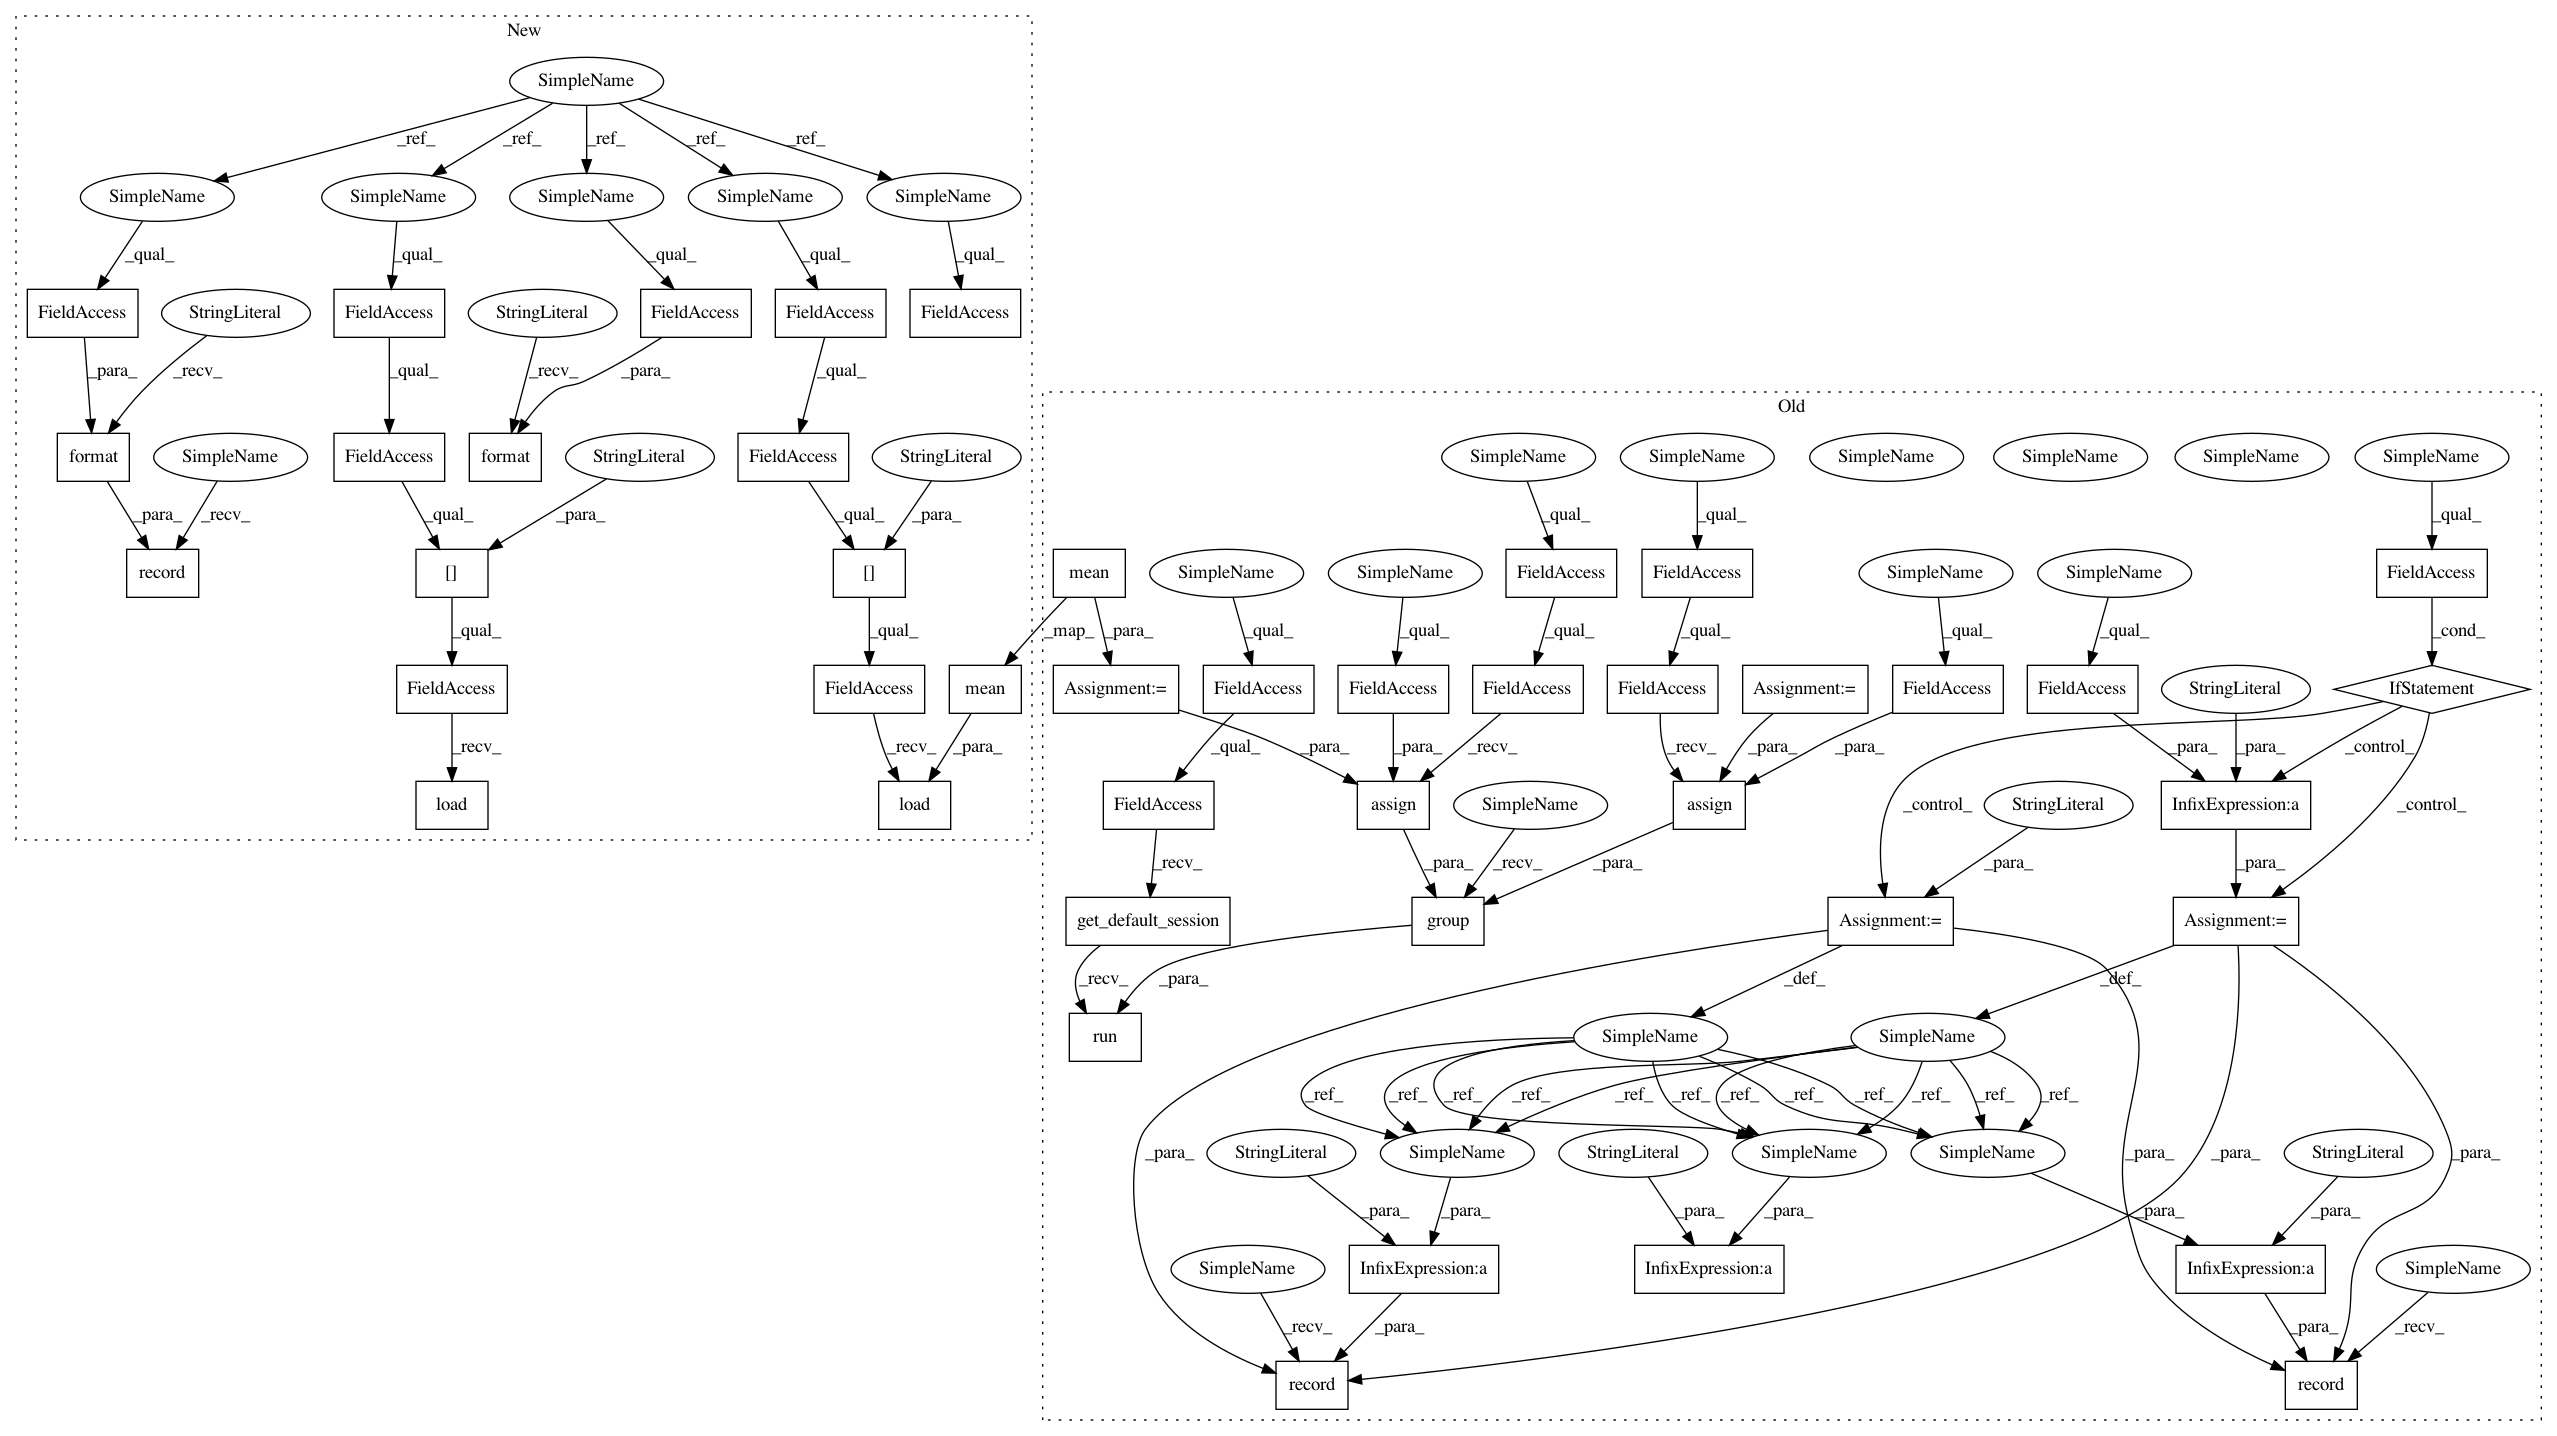 New
SimpleName
_ref_ _ref_ _ref_ _ref_ _ref_
SimpleName SimpleName SimpleName SimpleName SimpleName
_qual_ _qual_ _qual_ _qual_ _qual_
FieldAccess StringLiteral FieldAccess StringLiteral FieldAccess FieldAccess FieldAccess
_para_ _recv_ _qual_ _recv_ _para_ _qual_
format SimpleName FieldAccess format StringLiteral FieldAccess StringLiteral
_para_ _recv_ _qual_ _para_ _qual_ _para_
record [] []
_qual_ _qual_ _map_
FieldAccess FieldAccess mean
_recv_ _recv_ _para_
load load
Old
SimpleName SimpleName SimpleName SimpleName SimpleName SimpleName
_qual_ _qual_ _qual_
mean SimpleName SimpleName FieldAccess FieldAccess SimpleName SimpleName FieldAccess
_para_ _qual_ _qual_ _qual_ _qual_ _qual_ _qual_ _cond_
Assignment:= FieldAccess FieldAccess FieldAccess FieldAccess Assignment:= FieldAccess FieldAccess StringLiteral IfStatement
_qual_ _para_ _para_ _recv_ _recv_ _para_ _para_ _para_ _para_ _control_
FieldAccess assign SimpleName assign _control_ StringLiteral InfixExpression:a _control_
_recv_ _para_ _recv_ _para_ _para_ _para_
get_default_session group Assignment:= Assignment:=
_recv_ _para_ _def_ _def_
run SimpleName SimpleName
_ref_ _ref_ _ref_ _ref_ _ref_ _ref_ _ref_ _ref_ _ref_ _ref_ _ref_ _ref_
_para_ StringLiteral SimpleName StringLiteral SimpleName SimpleName _para_ _para_ StringLiteral _para_
_para_ _para_ _para_ _para_ _para_ _para_
SimpleName InfixExpression:a InfixExpression:a InfixExpression:a SimpleName
_recv_ _para_ _para_ _recv_
record record